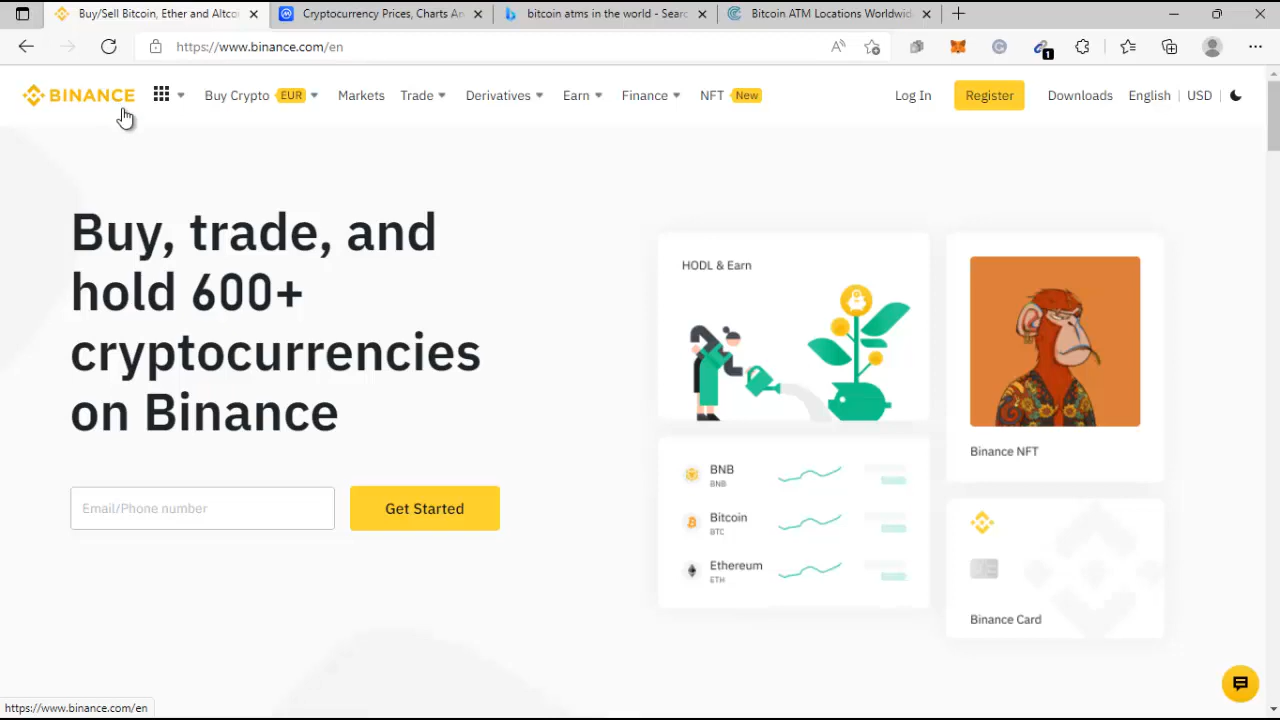 Buy/Sell Bitcoin, Ether and Altco
Cryptocurrency Prices, Charts An
bitcoin atms in the world - Searc
Bitcoin ATM Locations Worldwid
https://www.binance.com/en
1
BINANCE
Buy Crypto EUR
Markets
Trade
Derivatives
Earn
Finance
NFT New
Log In
Register
Downloads
English
USD
Buy, trade, and
hold 600+
cryptocurrencies
on Binance
Email/Phone number
Get Started
HODL & Earn
BNB
BNB
Bitcoin
BTC
Ethereum
ETH
Binance NFT
Binance Card
https://www.binance.com/en